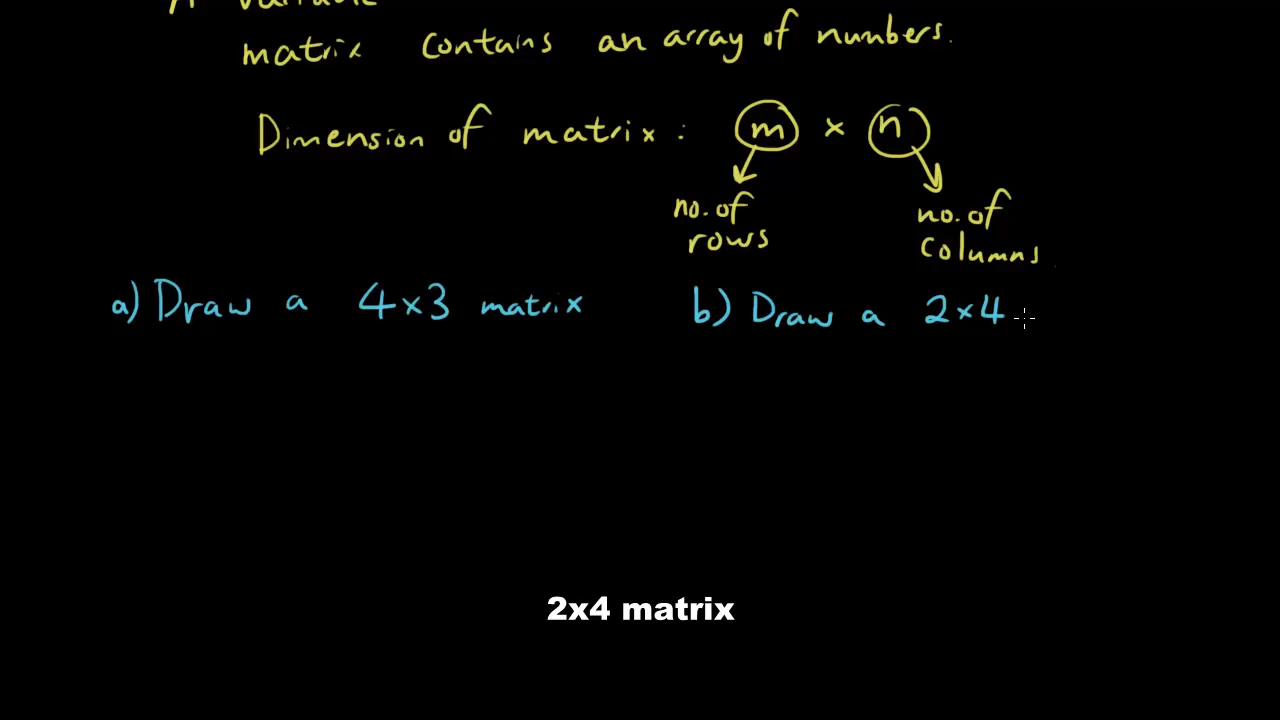 A variable
matrix contains an array of numbers.
Dimension of matrix : m × n
no. of rows
no. of columns
a) Draw a 4×3 matrix
b) Draw a 2×4
2x4 matrix